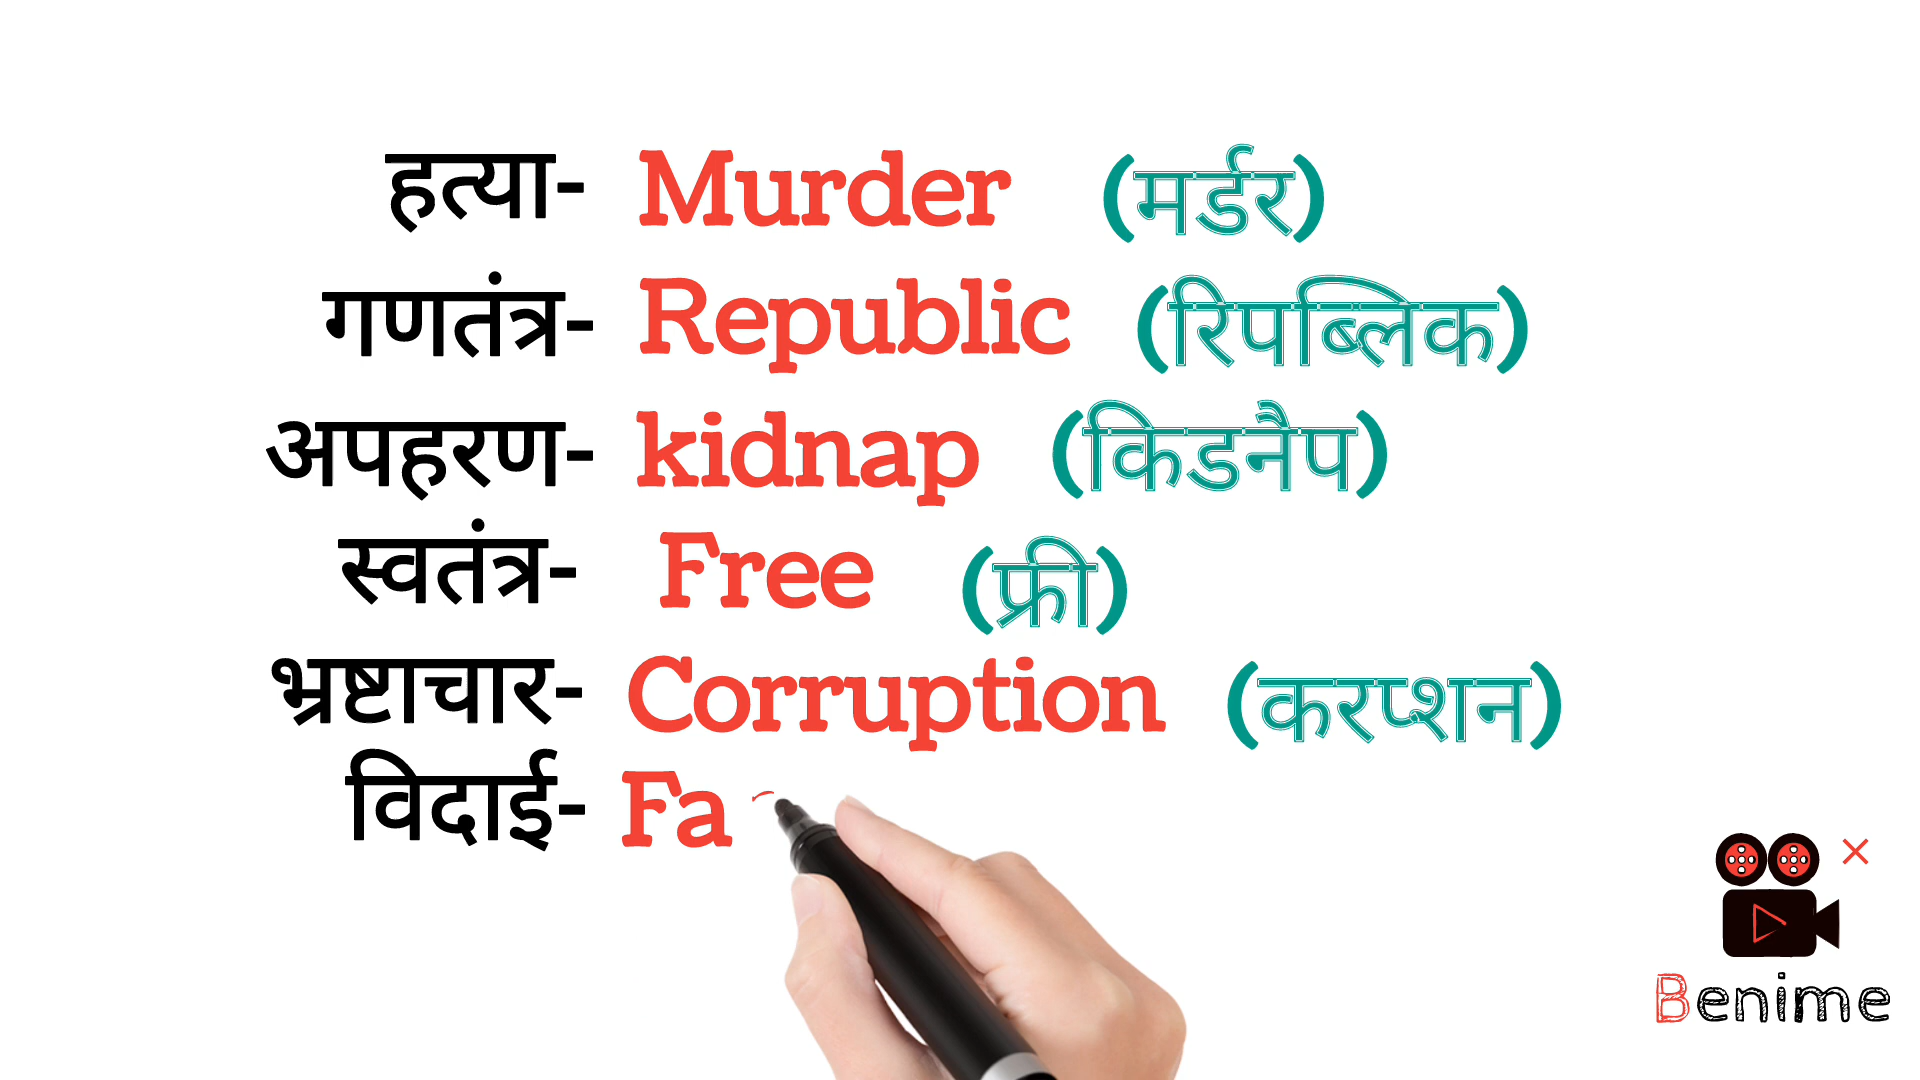 हत्या- Murder (मर्डर)
गणतंत्र- Republic (रिपब्लिक)
अपहरण- kidnap (किडनैप)
स्वतंत्र- Free (फ्री)
भ्रष्टाचार- Corruption (करप्शन)
विदाई- Fa
Benime